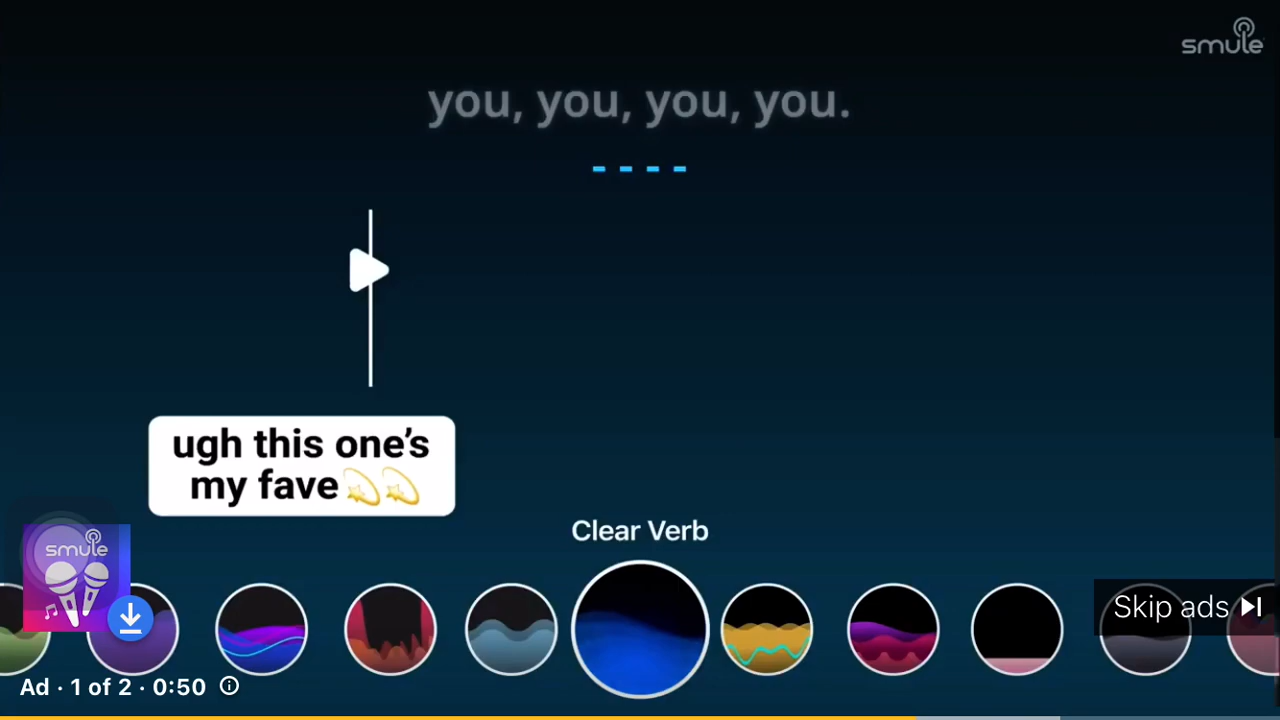 smule
you, you, you, you.
ugh this one's
my fave💫💫
Clear Verb
smule
Skip ads
Ad · 1 of 2 · 0:50